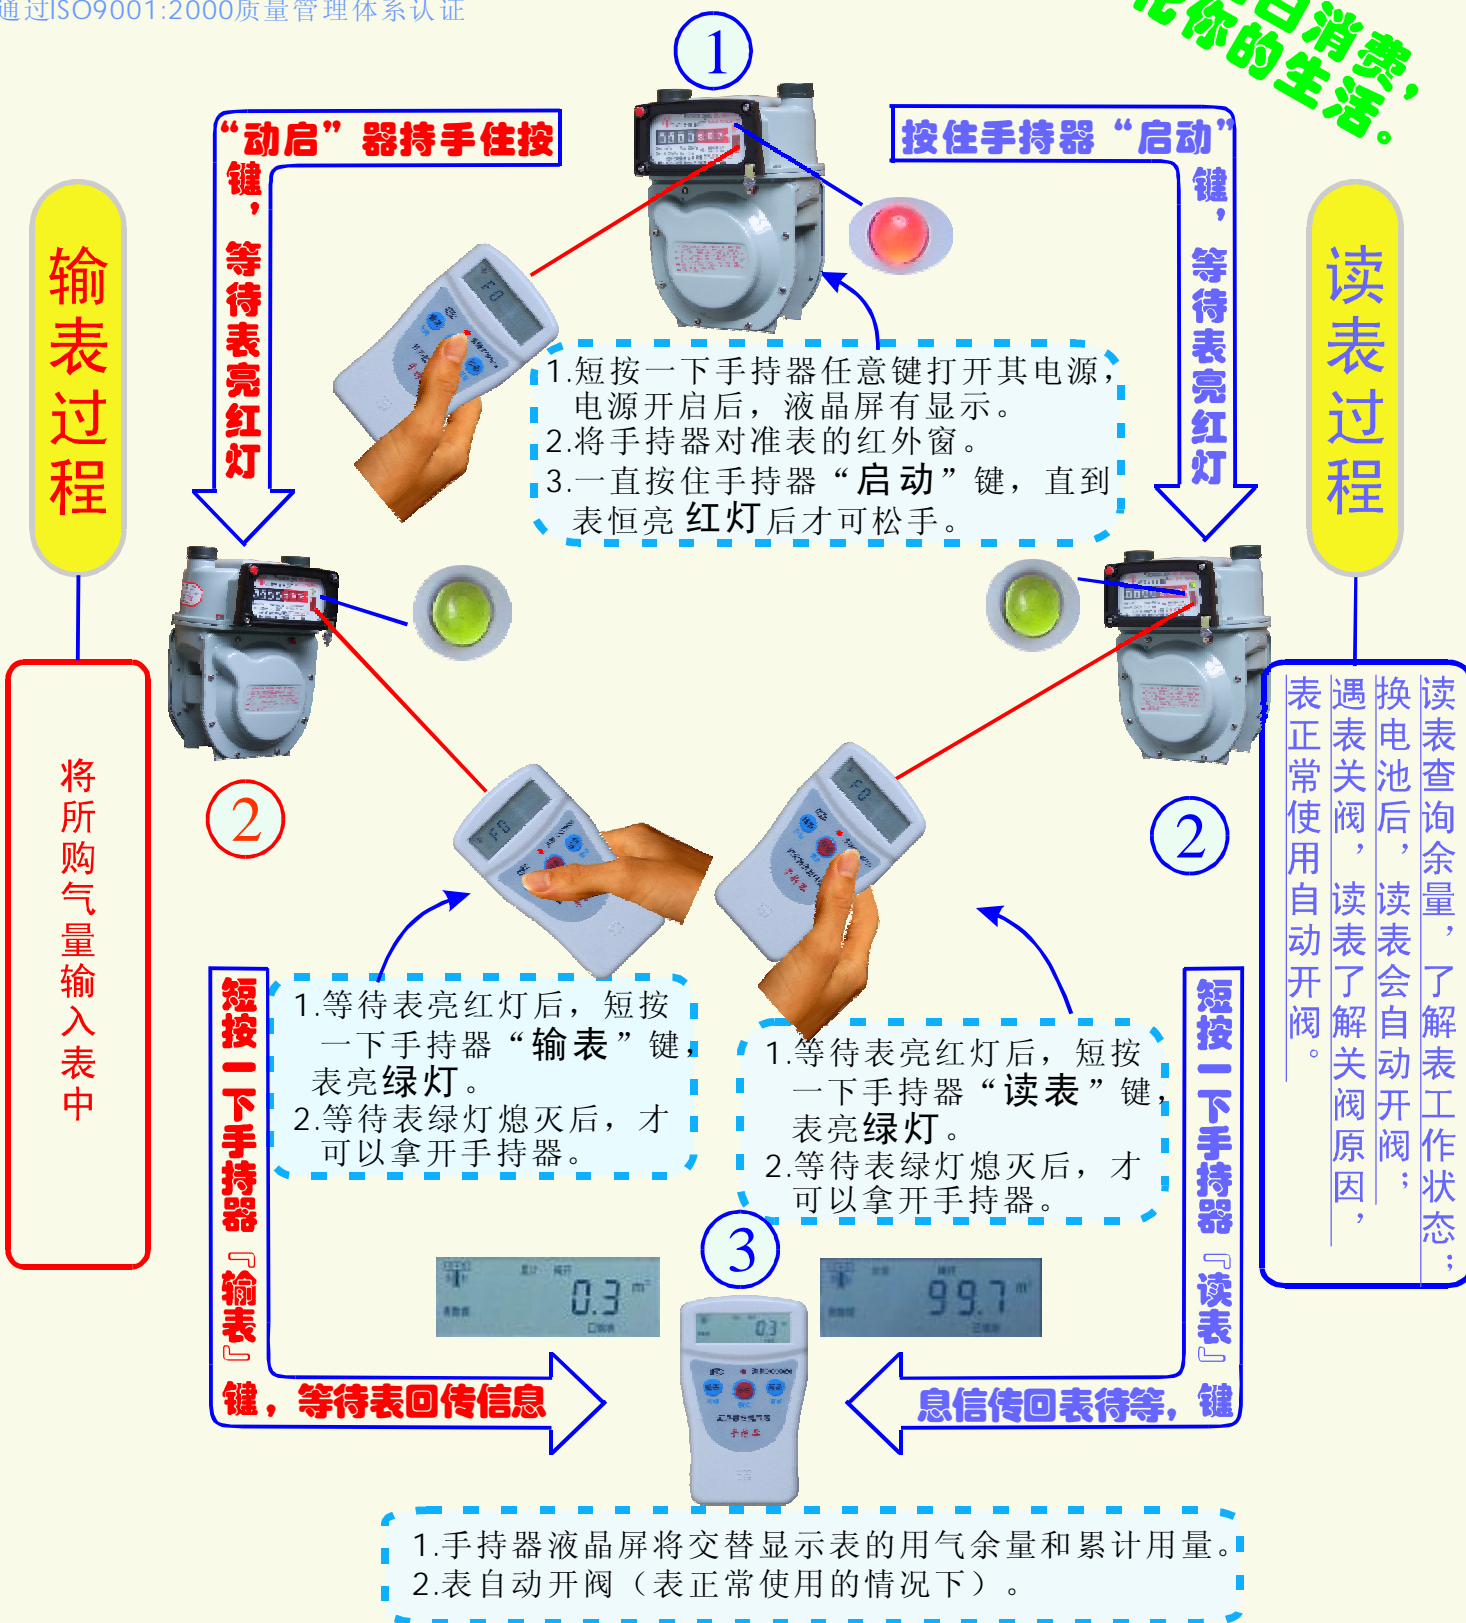 通过ISO9001:2000质量管理体系认证
日消费,
化你的生活。
①
“动启”器持手住按
键,等待表亮红灯
按住手持器“启动”
键,等待表亮红灯
输表过程
读表过程
F0
1.短按一下手持器任意键打开其电源,
电源开启后,液晶屏有显示。
2.将手持器对准表的红外窗。
3.一直按住手持器“启动”键,直到
表恒亮 红灯后才可松手。
②
②
将所购气量输入表中
读表查询余量,了解表工作状态;
换电池后,读表会自动开阀;
遇表关阀,读表了解关阀原因,
表正常使用自动开阀。
F0
1.等待表亮红灯后,短按
一下手持器“输表”键,
表亮绿灯。
2.等待表绿灯熄灭后,才
可以拿开手持器。
1.等待表亮红灯后,短按
一下手持器“读表”键,
表亮绿灯。
2.等待表绿灯熄灭后,才
可以拿开手持器。
短按一下手持器『输表』
键,等待表回传信息
短按一下手持器『读表』
息信传回表待等,键
③
0.3 m³
99.7 m³
0.3
手持器
1.手持器液晶屏将交替显示表的用气余量和累计用量。
2.表自动开阀(表正常使用的情况下)。